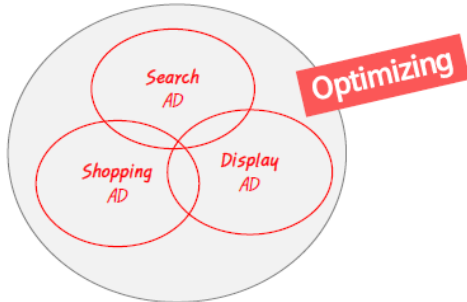 Search
AD
Optimizing
Shopping
AD
Display
AD